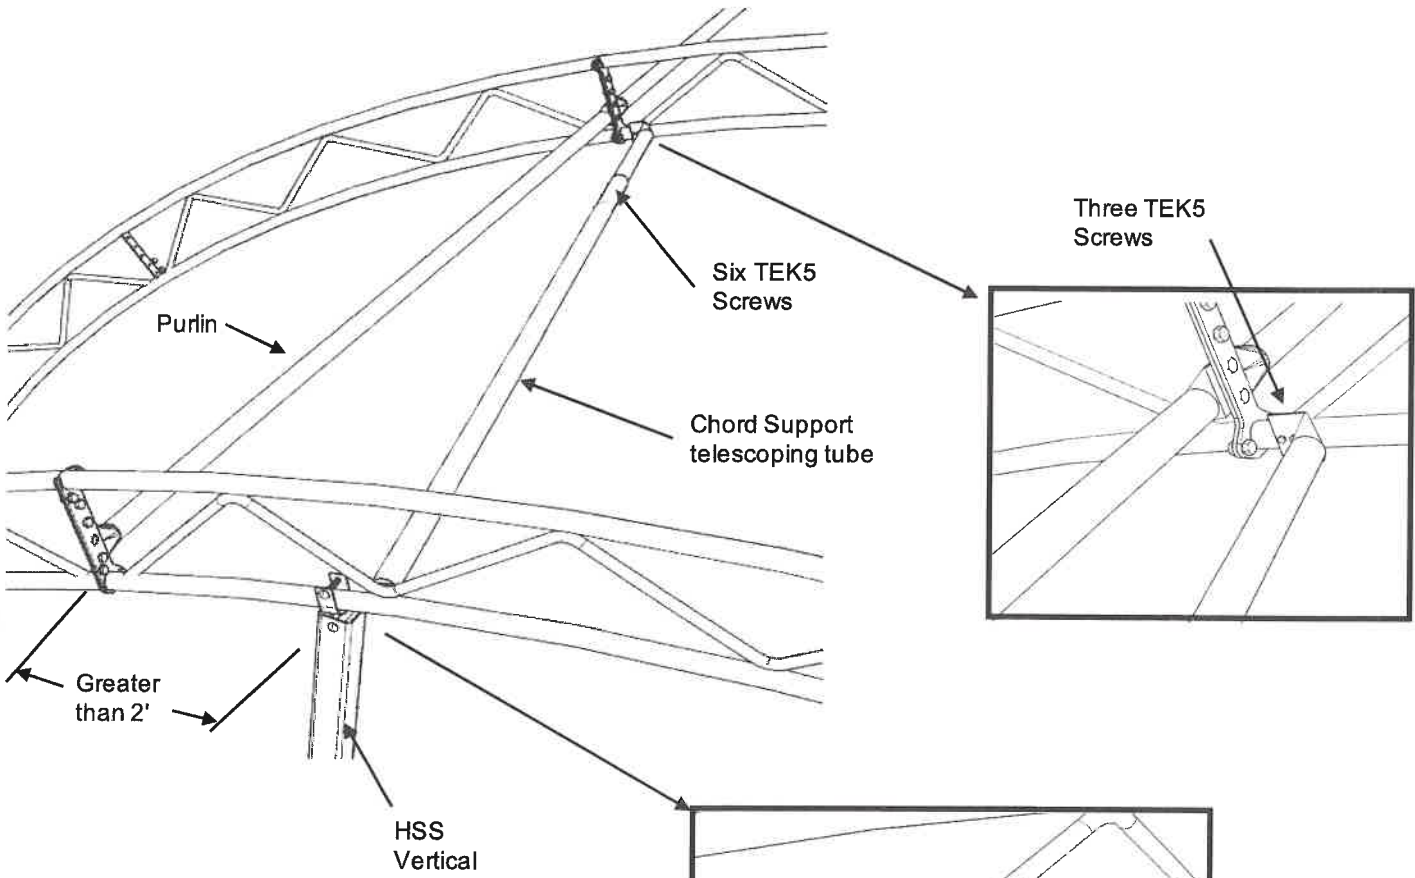 Three TEK5
Screws
Six TEK5
Screws
Purlin
Chord Support
telescoping tube
Greater
than 2'
HSS
Vertical